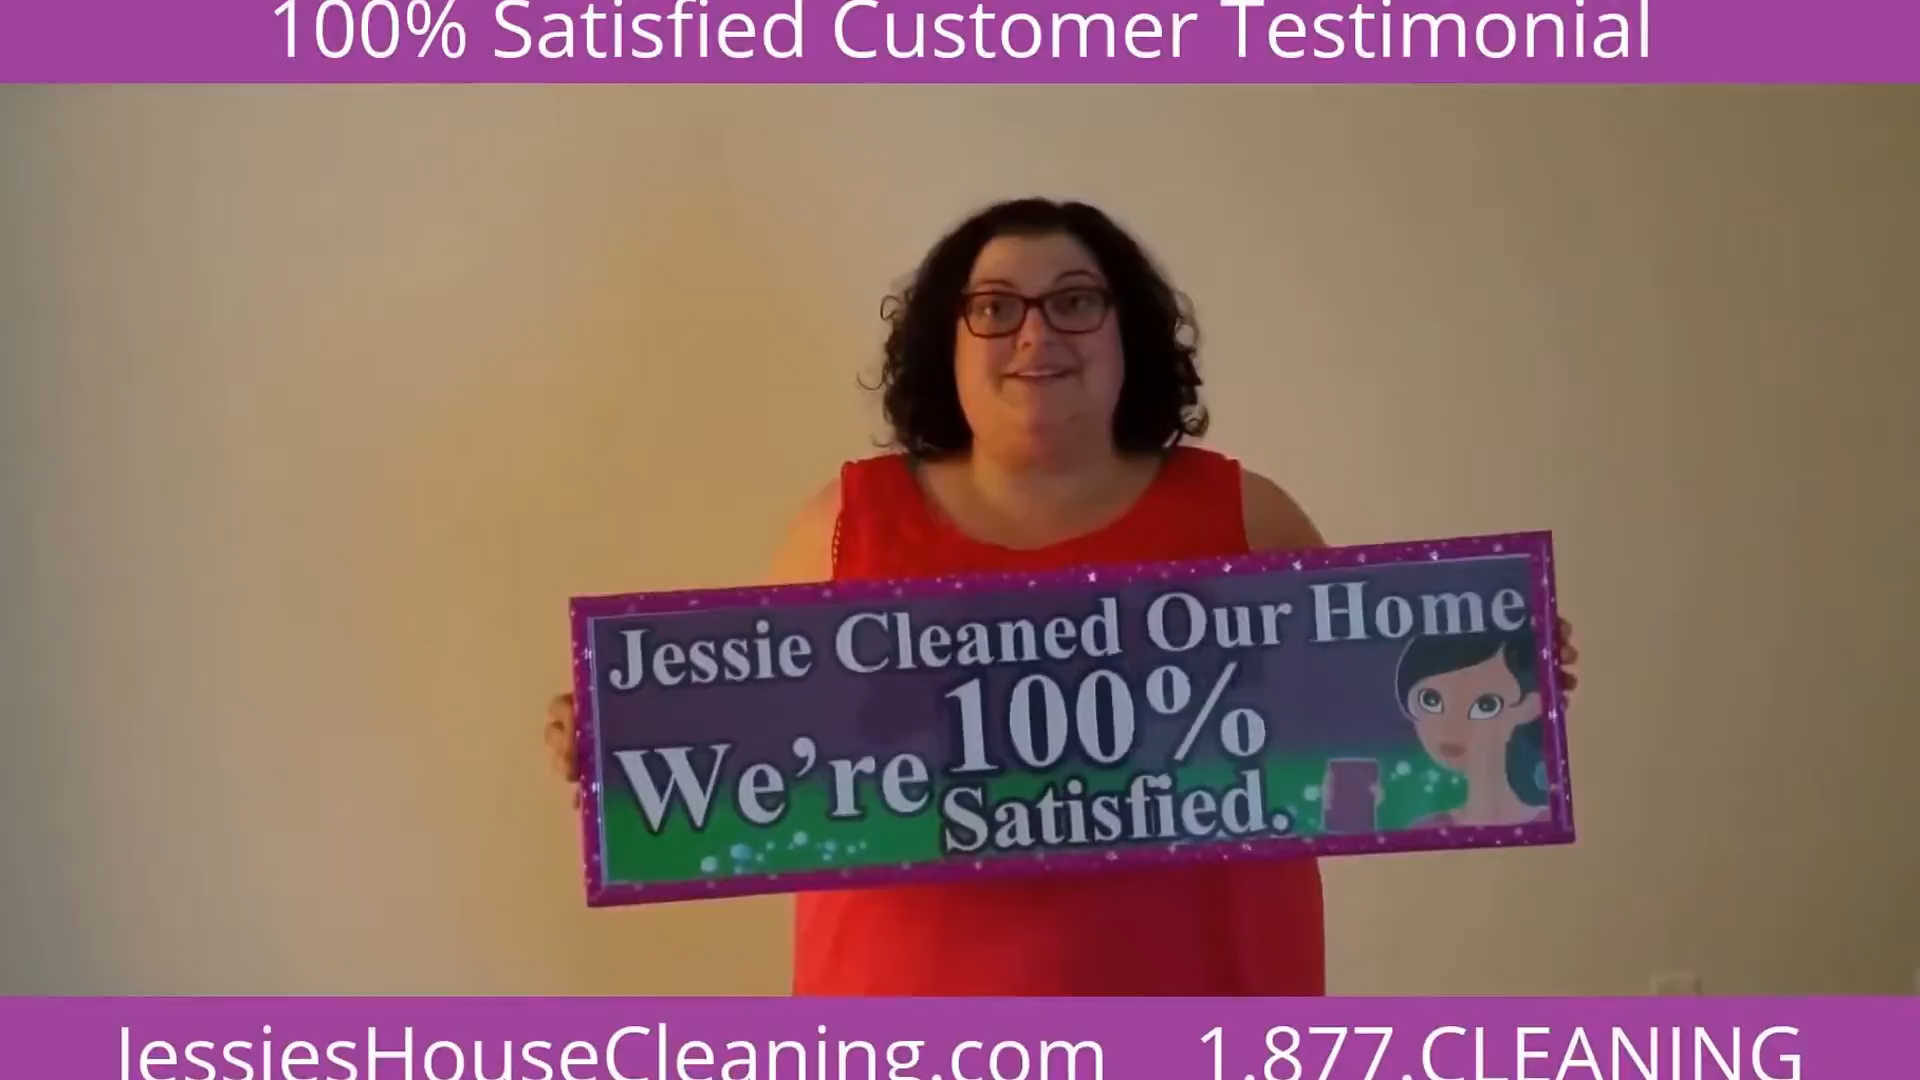 100% Satisfied Customer Testimonial
Jessie Cleaned Our Home
We're 100%
Satisfied.
JessiesHouseCleaning.com 1.877.CLEANING